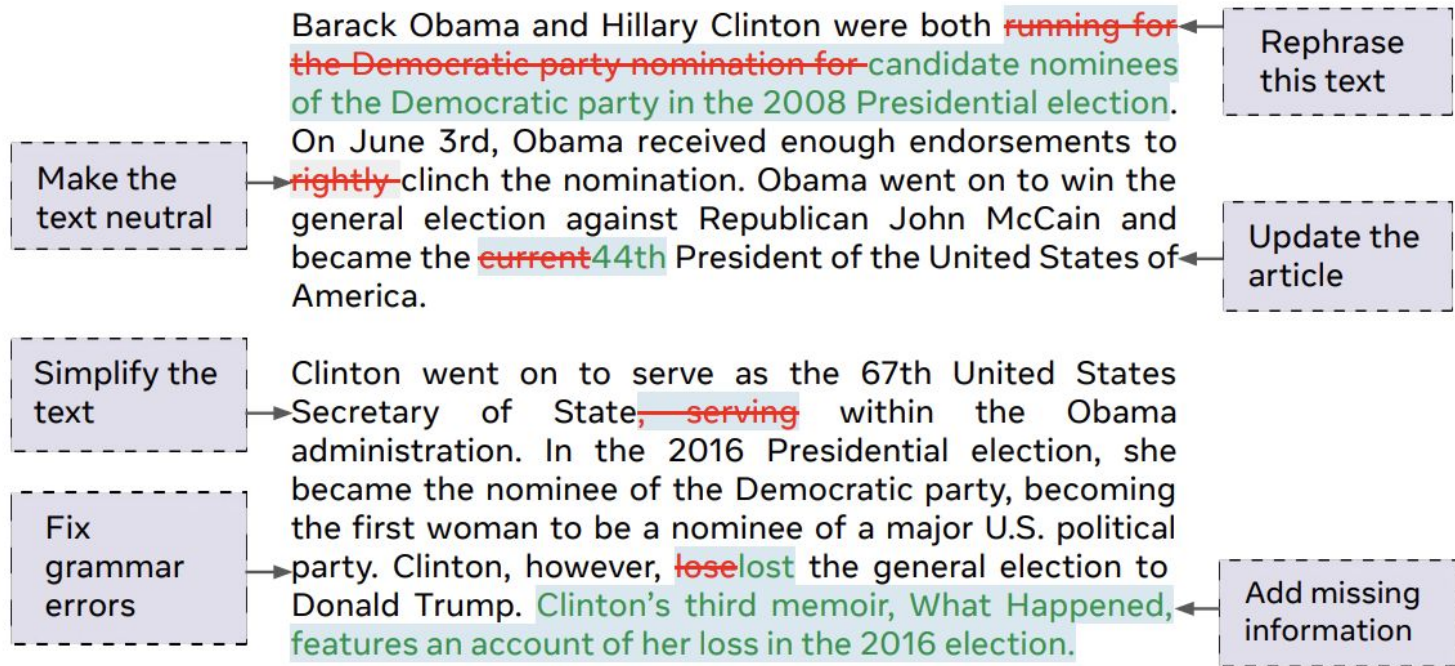 Barack Obama and Hillary Clinton were both running for
the Democratic party nomination for candidate nominees
of the Democratic party in the 2008 Presidential election.
On June 3rd, Obama received enough endorsements to
rightly clinch the nomination. Obama went on to win the
general election against Republican John McCain and
became the current44th President of the United States of
America.
Clinton went on to serve as the 67th United States
Secretary of State, serving within the Obama
administration. In the 2016 Presidential election, she
became the nominee of the Democratic party, becoming
the first woman to be a nominee of a major U.S. political
party. Clinton, however, loselost the general election to
Donald Trump. Clinton’s third memoir, What Happened,
features an account of her loss in the 2016 election.
Make the
text neutral
Simplify the
text
Fix
grammar
errors
Rephrase
this text
Update the
article
Add missing
information